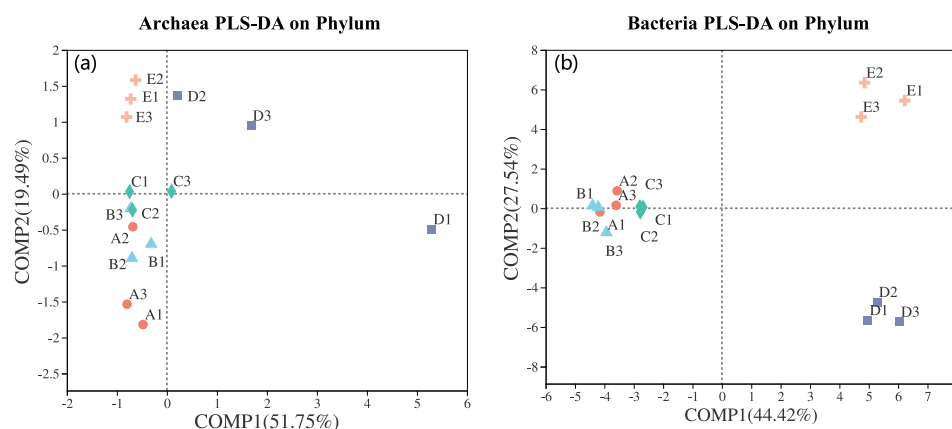 Archaea PLS-DA on Phylum
(a)
COMP2(19.49%)
2
1.5
1
0.5
0
-0.5
-1
-1.5
-2
-2.5
E2
E1
E3
D2
D3
C1
C3
B3
C2
A2
B1
B2
A3
A1
D1
-2
-1
0
1
2
3
4
5
6
COMP1(51.75%)
Bacteria PLS-DA on Phylum
(b)
COMP2(27.54%)
8
6
4
2
0
-2
-4
-6
-8
E2
E1
E3
A2
C3
B1
A3
B2
A1
C1
B3
C2
D2
D1
D3
-6
-5
-4
-3
-2
-1
0
1
2
3
4
5
6
7
COMP1(44.42%)